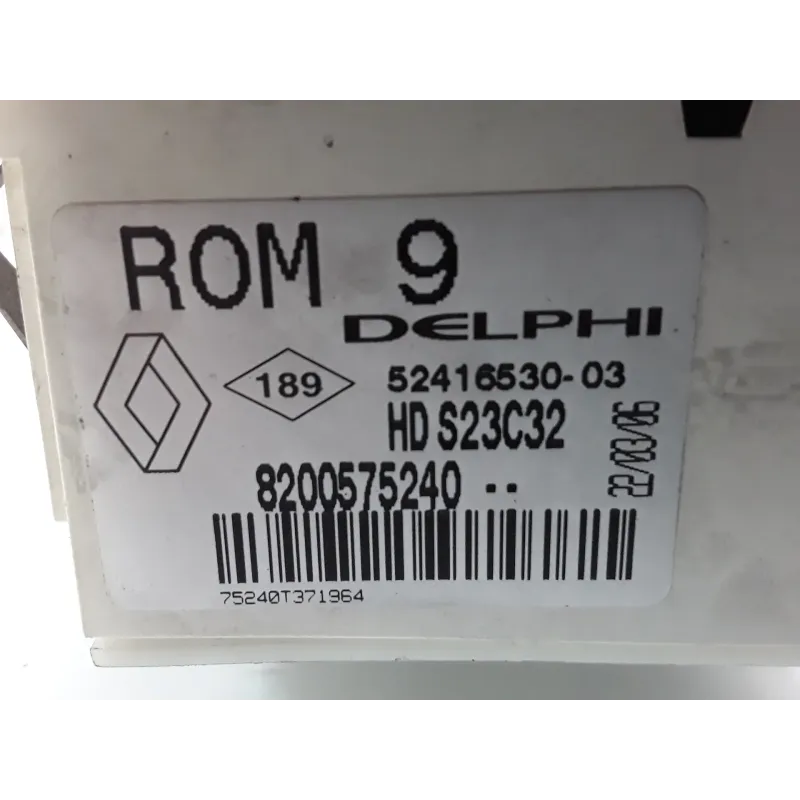 ROM 9
DELPHI
189
52416530-03
HD S23C32
22/03/06
8200575240 --
75240T371964